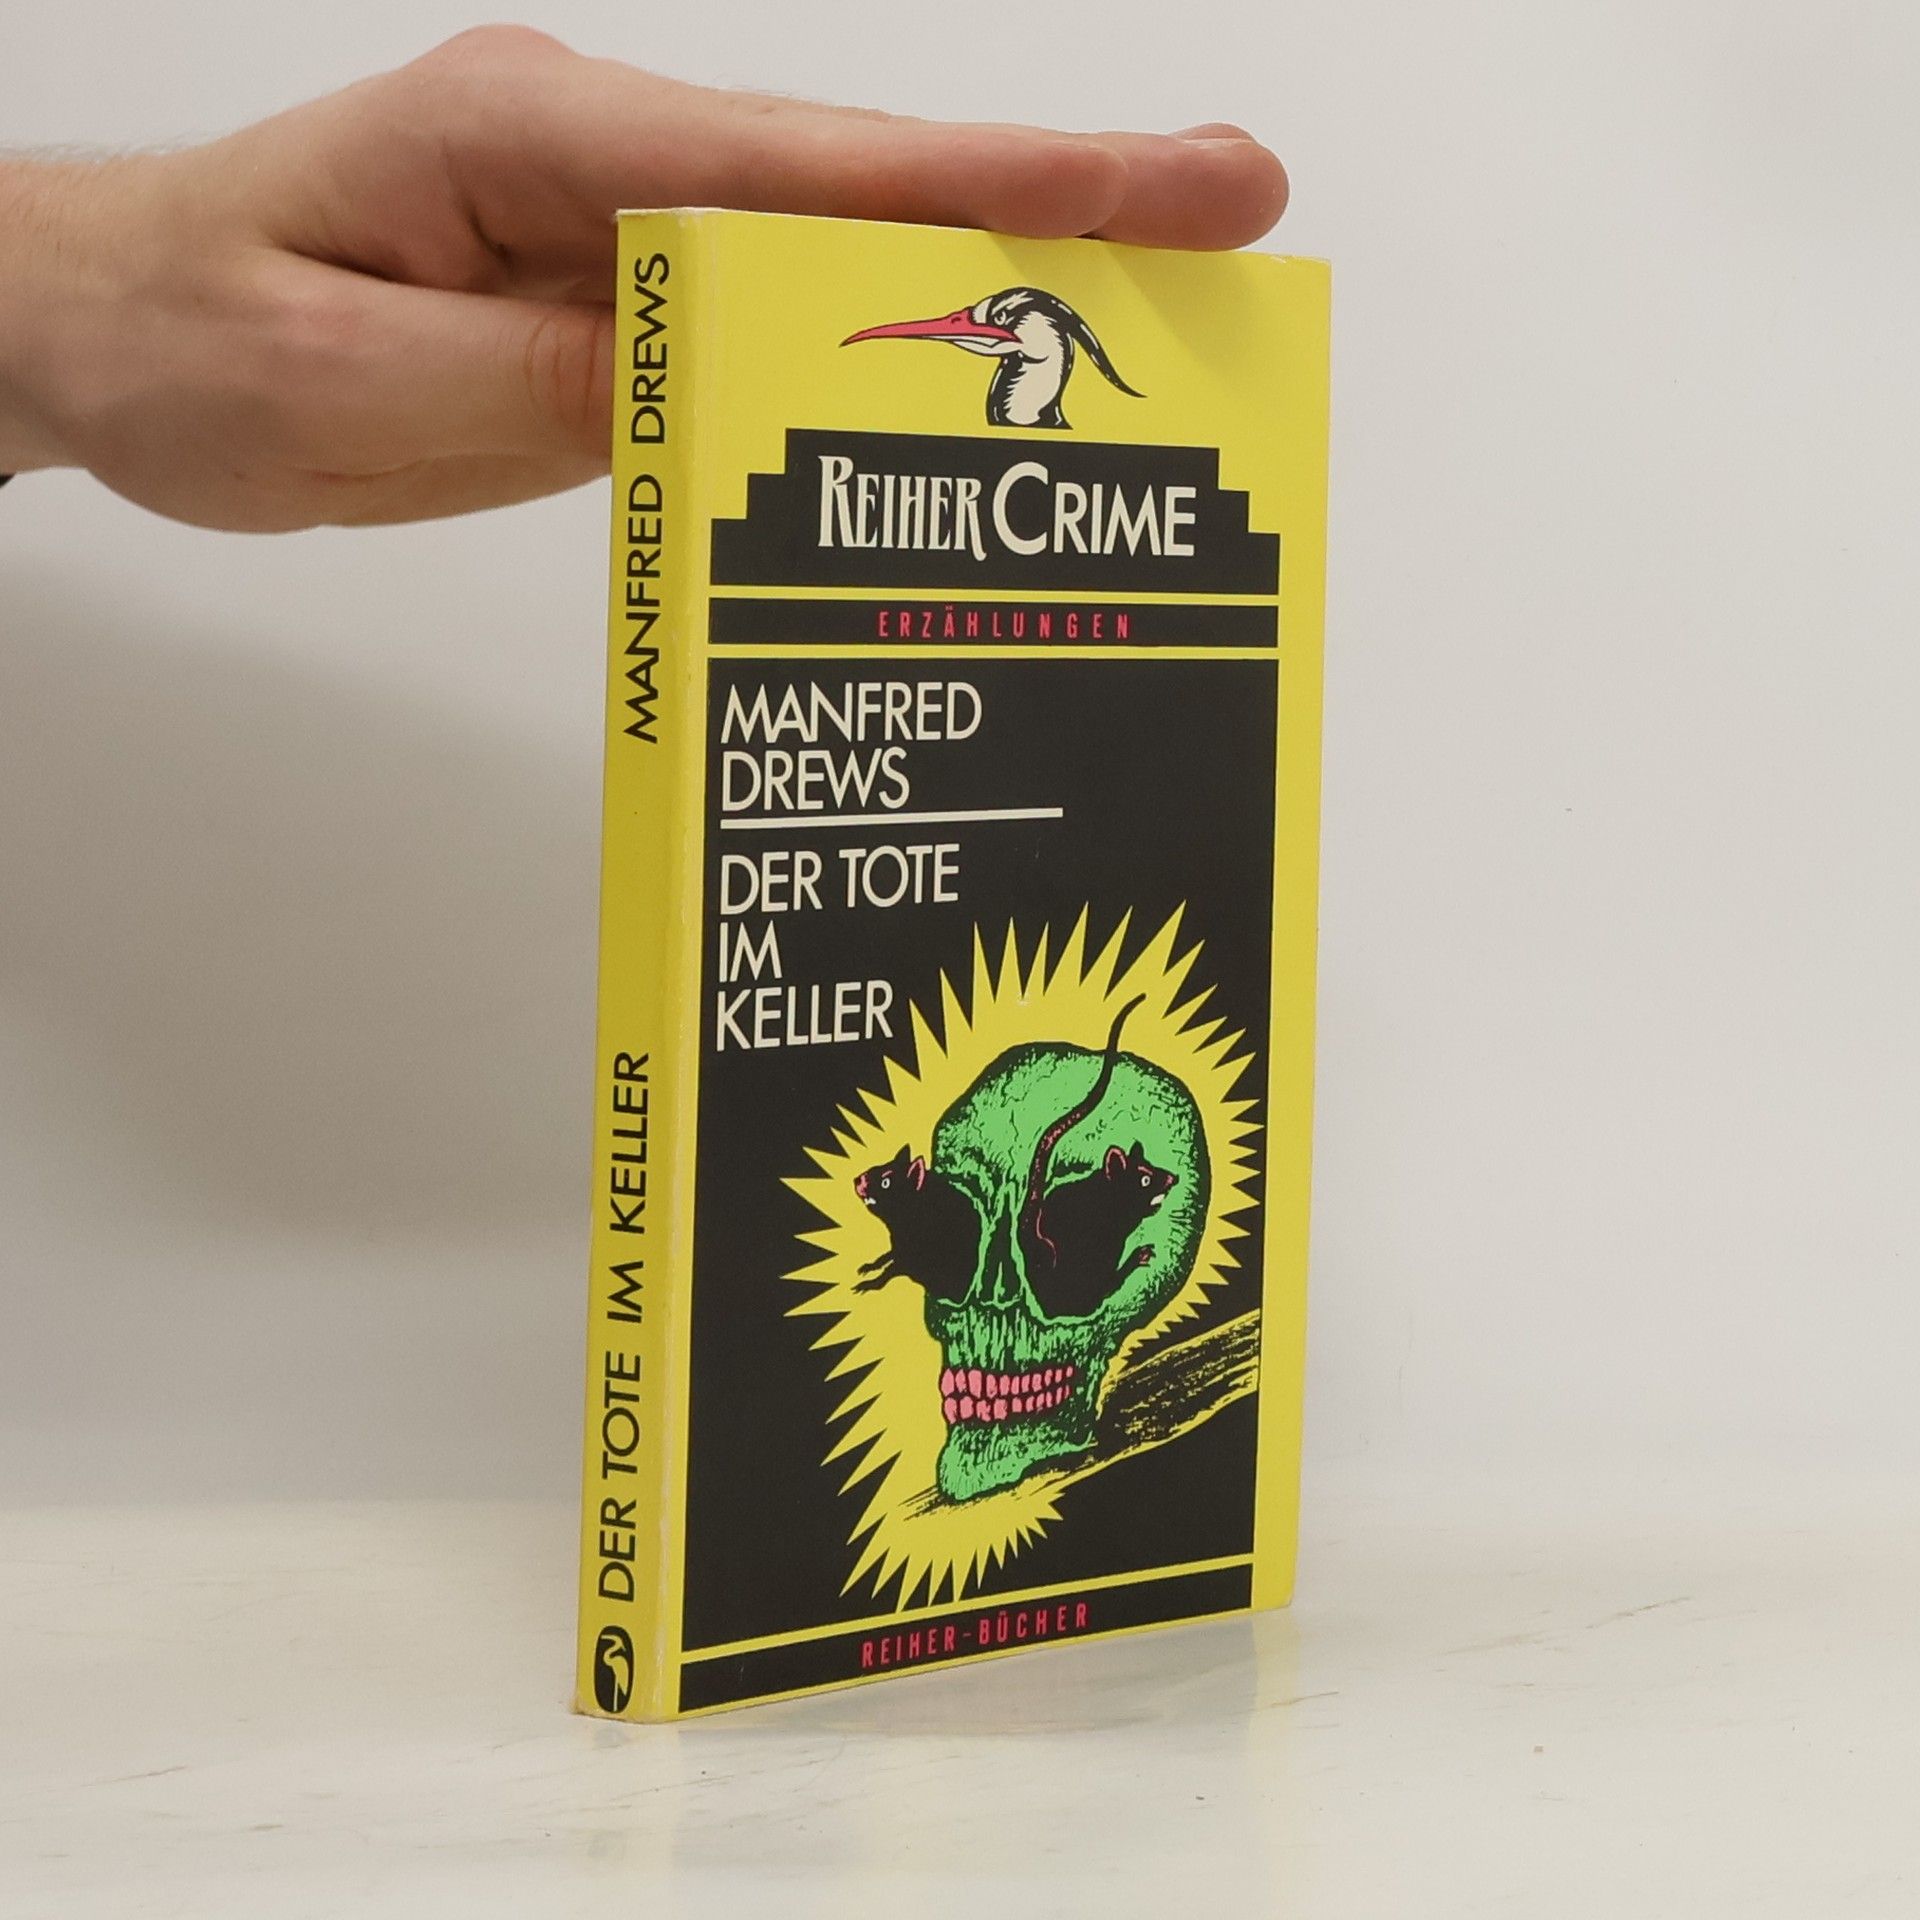 MANFRED DREWS
DER TOTE IM KELLER
REIHER CRIME
ERZÄHLUNGEN
MANFRED
DREWS
DER TOTE
IM
KELLER
REIHER-BÜCHER